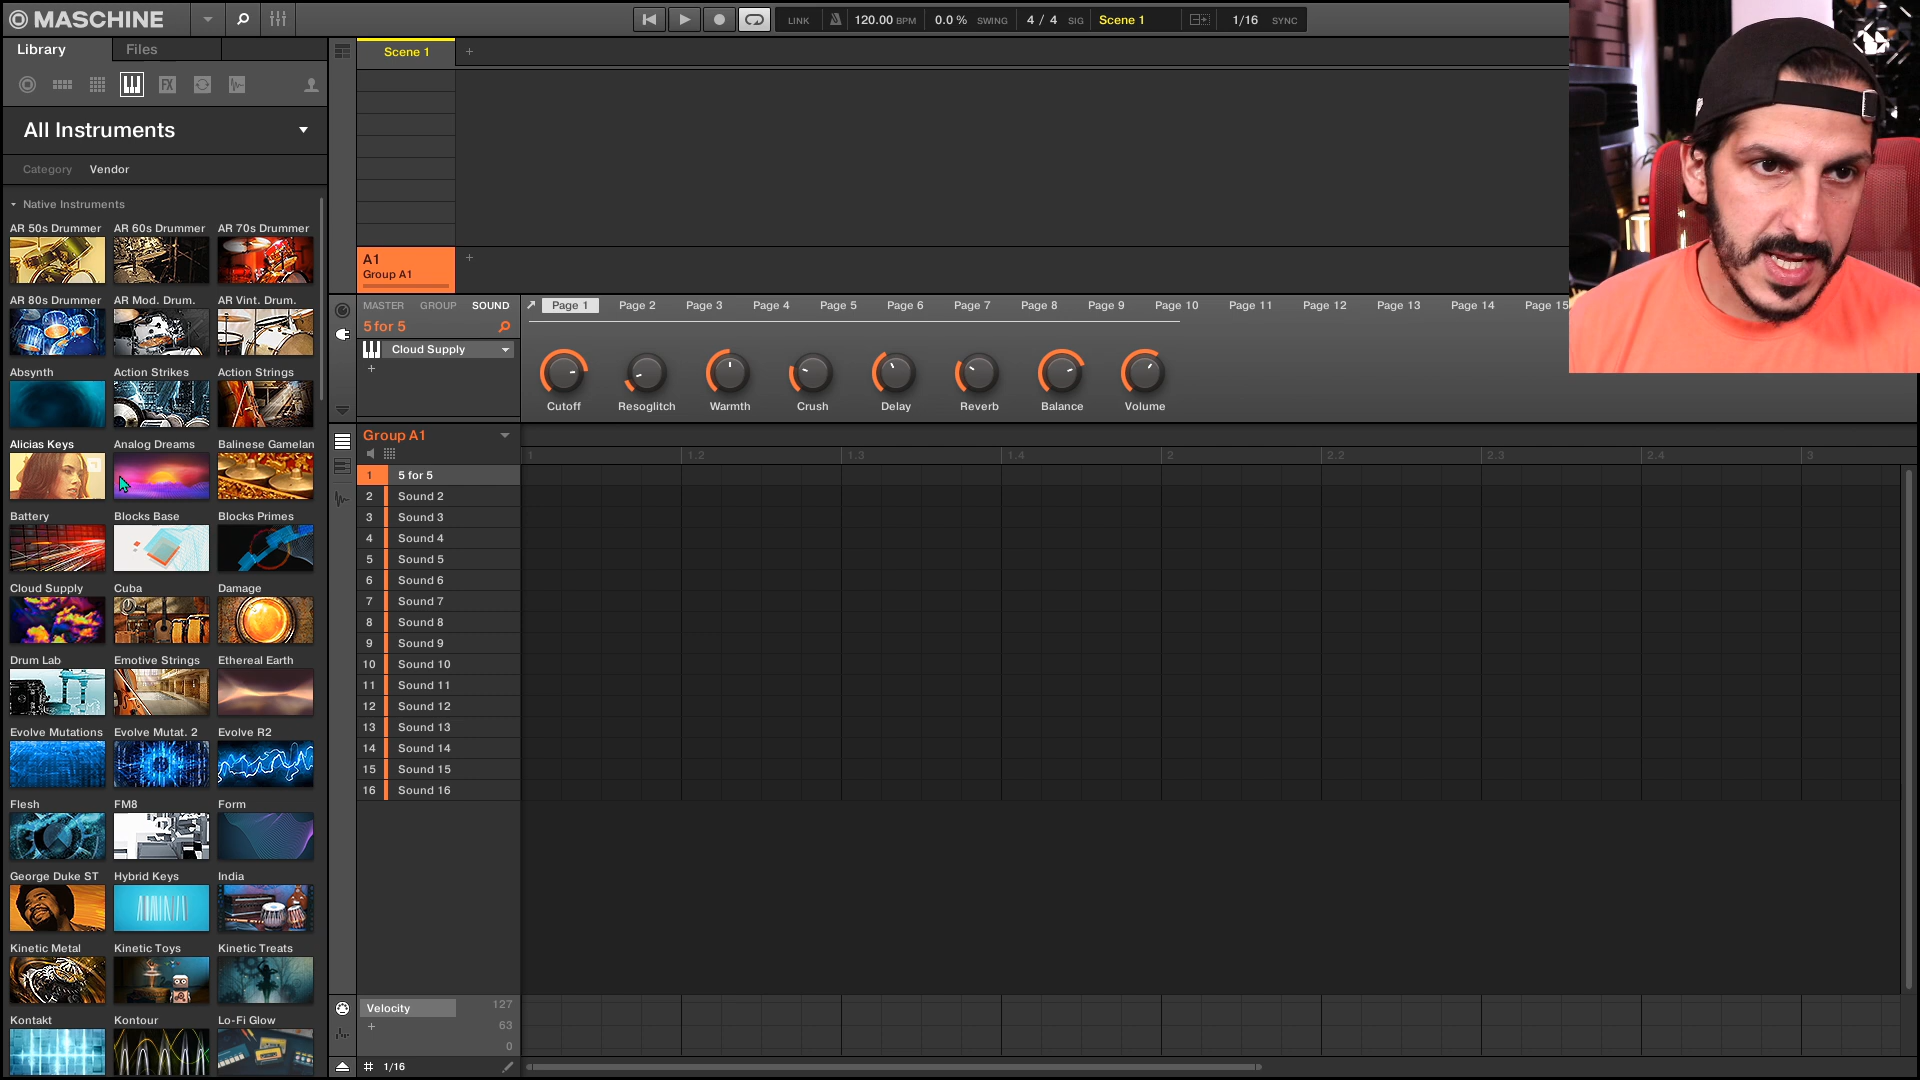 MASCHINE
LINK 120.00 BPM 0.0 % SWING 4 / 4 SIG Scene 1 1/16 SYNC
Library Files
FX
All Instruments
Category Vendor
Native Instruments
AR 50s Drummer AR 60s Drummer AR 70s Drummer
AR 80s Drummer AR Mod. Drum. AR Vint. Drum.
Absynth Action Strikes Action Strings
Alicias Keys Analog Dreams Balinese Gamelan
Battery Blocks Base Blocks Primes
Cloud Supply Cuba Damage
Drum Lab Emotive Strings Ethereal Earth
Evolve Mutations Evolve Mutat. 2 Evolve R2
Flesh FM8 Form
George Duke ST Hybrid Keys India
Kinetic Metal Kinetic Toys Kinetic Treats
Kontakt Kontour Lo-Fi Glow
Scene 1 +
A1 +
Group A1
MASTER GROUP SOUND
5 for 5
Cloud Supply
+
Page 1 Page 2 Page 3 Page 4 Page 5 Page 6 Page 7 Page 8 Page 9 Page 10 Page 11 Page 12 Page 13 Page 14 Page 15
Cutoff Resoglitch Warmth Crush Delay Reverb Balance Volume
Group A1
1 1.2 1.3 1.4 2 2.2 2.3 2.4 3
1 5 for 5
2 Sound 2
3 Sound 3
4 Sound 4
5 Sound 5
6 Sound 6
7 Sound 7
8 Sound 8
9 Sound 9
10 Sound 10
11 Sound 11
12 Sound 12
13 Sound 13
14 Sound 14
15 Sound 15
16 Sound 16
Velocity 127
+ 63
0
# 1/16